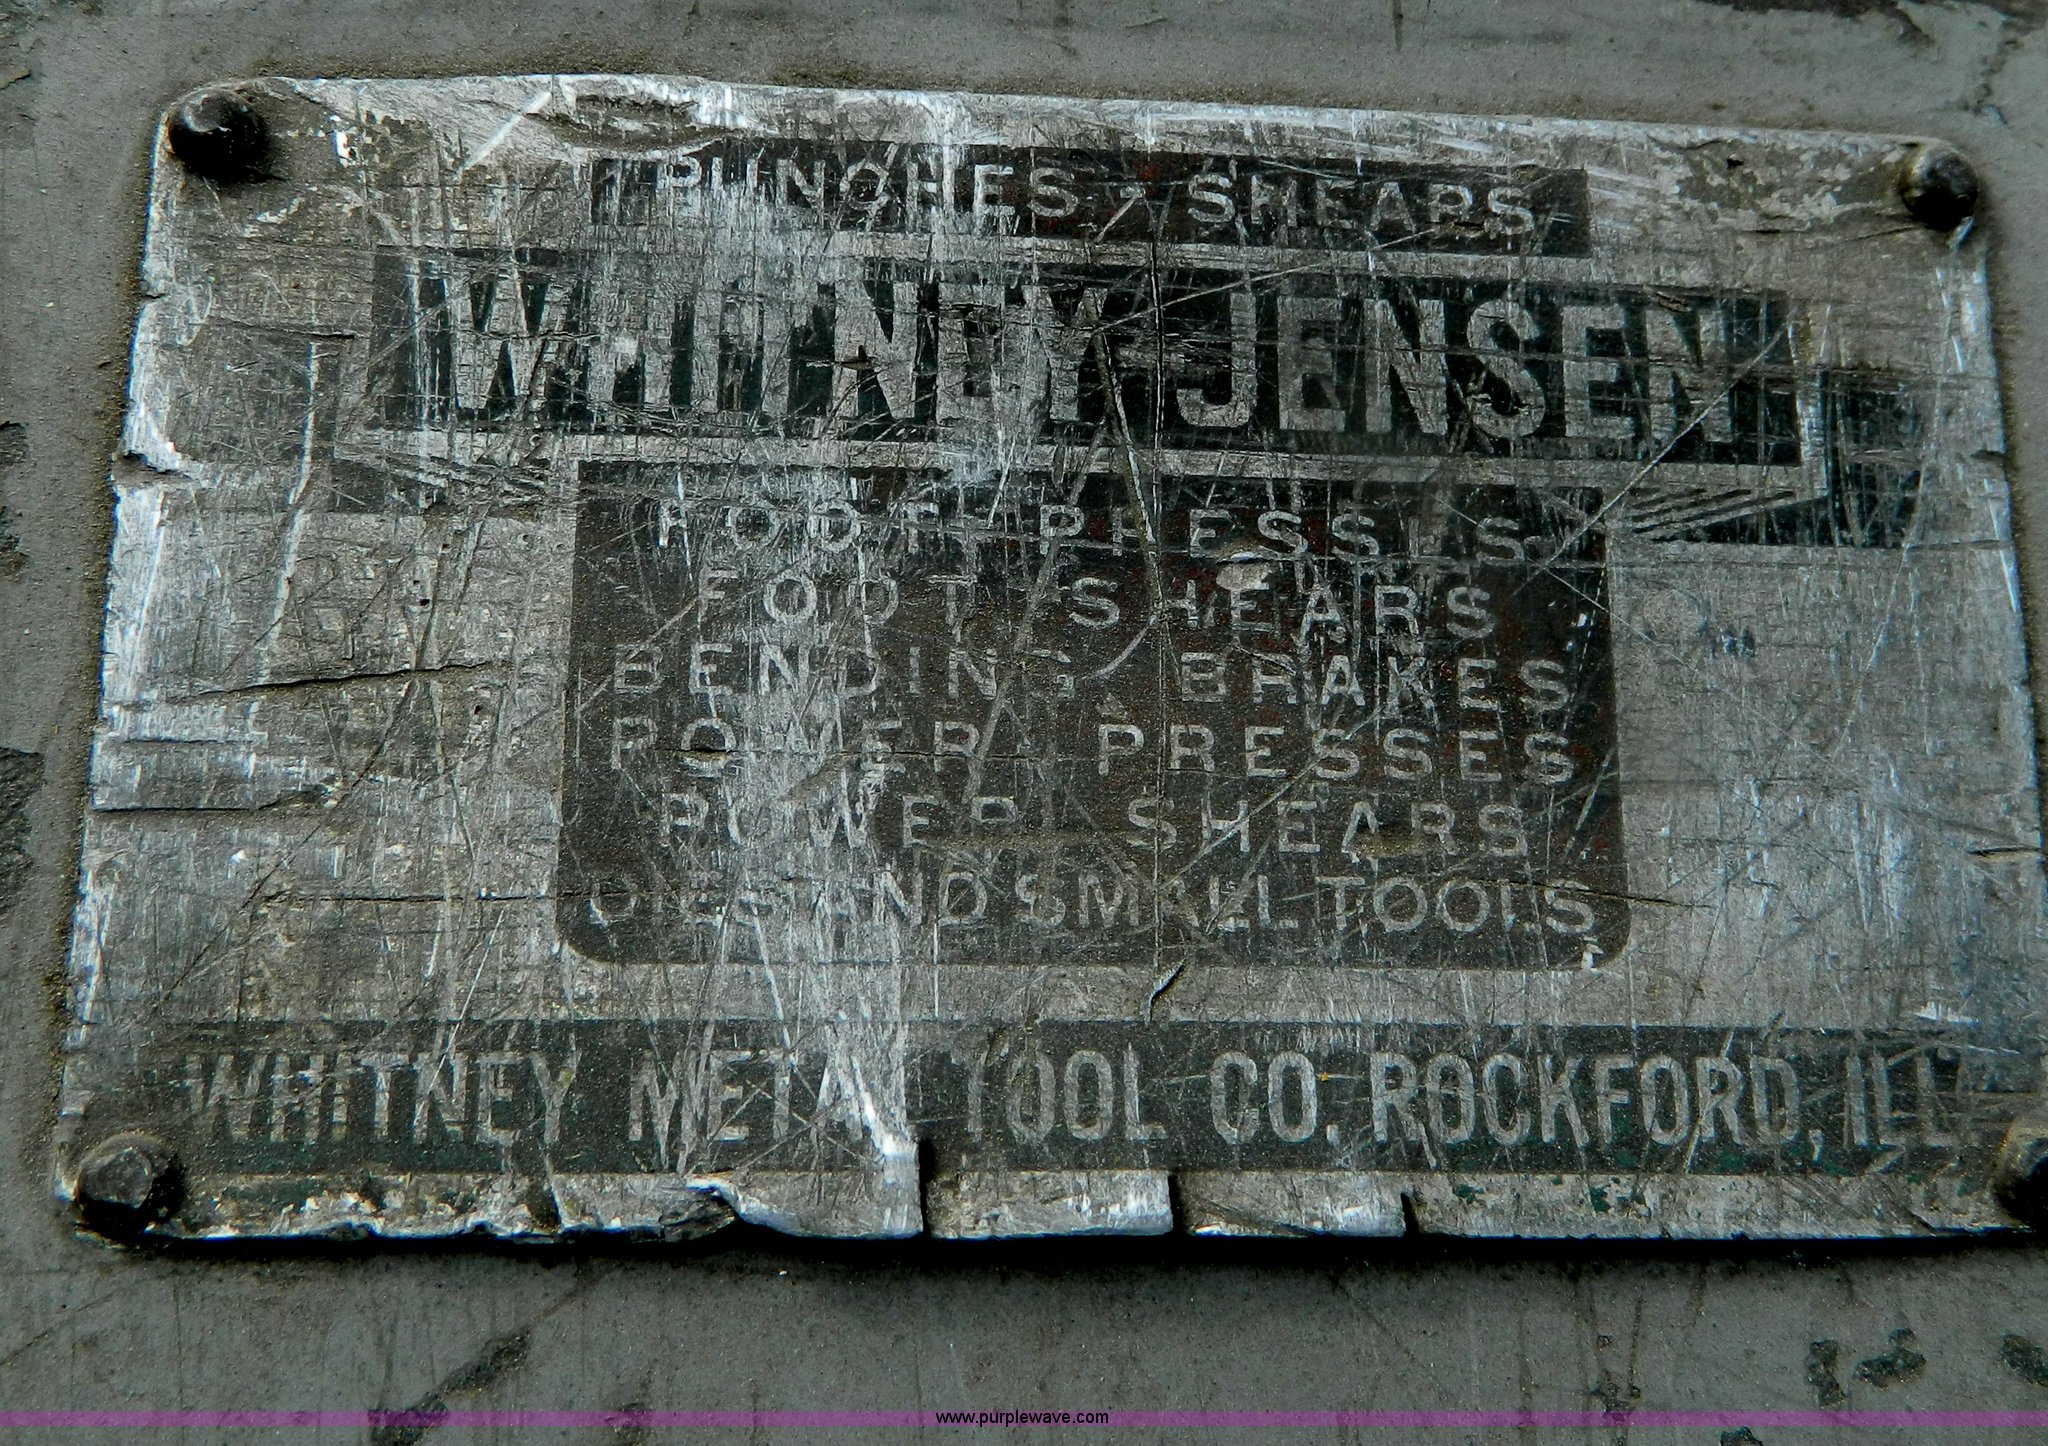 PUNCHES - SHEARS
WHITNEY JENSEN
FOOT PRESSES
FOOT SHEARS
BENDING BRAKES
POWER PRESSES
POWER SHEARS
DIES AND SMALL TOOLS
WHITNEY METAL TOOL CO. ROCKFORD, ILL.
www.purplewave.com